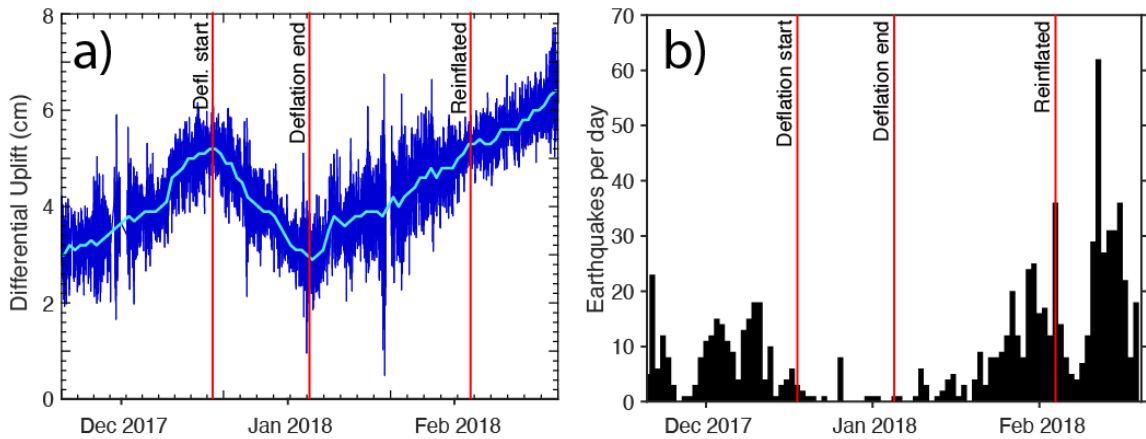 a)
Differential Uplift (cm)
8
6
4
2
0
Defl. start
Deflation end
Reinflated
Dec 2017
Jan 2018
Feb 2018
b)
Earthquakes per day
70
60
50
40
30
20
10
0
Deflation start
Deflation end
Reinflated
Dec 2017
Jan 2018
Feb 2018